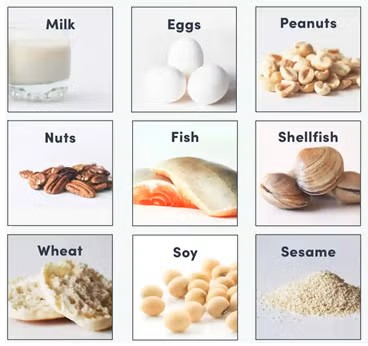 Milk
Eggs
Peanuts
Nuts
Fish
Shellfish
Wheat
Soy
Sesame